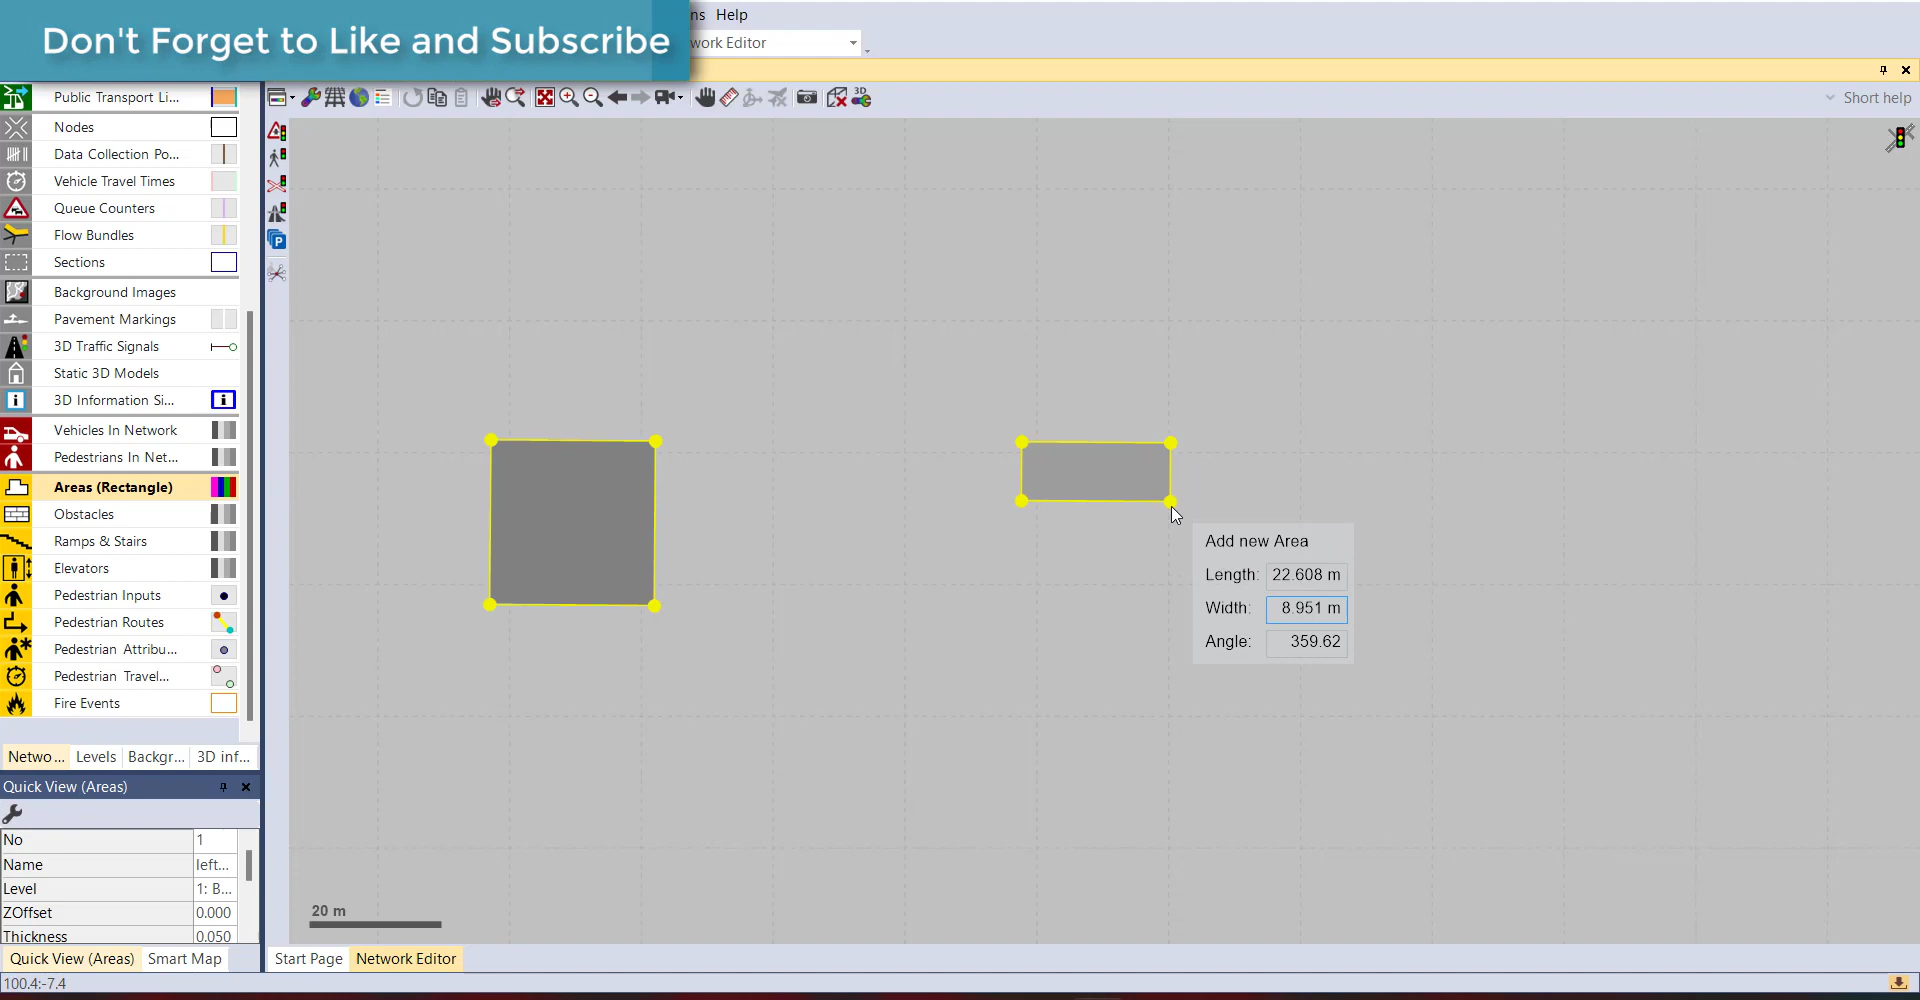 Don't Forget to Like and Subscribe
ns Help
work Editor
Short help
3D
Public Transport Li...
Nodes
Data Collection Po...
Vehicle Travel Times
Queue Counters
Flow Bundles
Sections
Background Images
Pavement Markings
3D Traffic Signals
Static 3D Models
3D Information Si...
Vehicles In Network
Pedestrians In Net...
Areas (Rectangle)
Obstacles
Ramps & Stairs
Elevators
Pedestrian Inputs
Pedestrian Routes
Pedestrian Attribu...
Pedestrian Travel...
Fire Events
Netwo... Levels Backgr... 3D inf...
Quick View (Areas)
No 1
Name left...
Level 1: B...
ZOffset 0.000
Thickness 0.050
Quick View (Areas) Smart Map
Add new Area
Length: 22.608 m
Width: 8.951 m
Angle: 359.62
20 m
Start Page Network Editor
100.4:-7.4